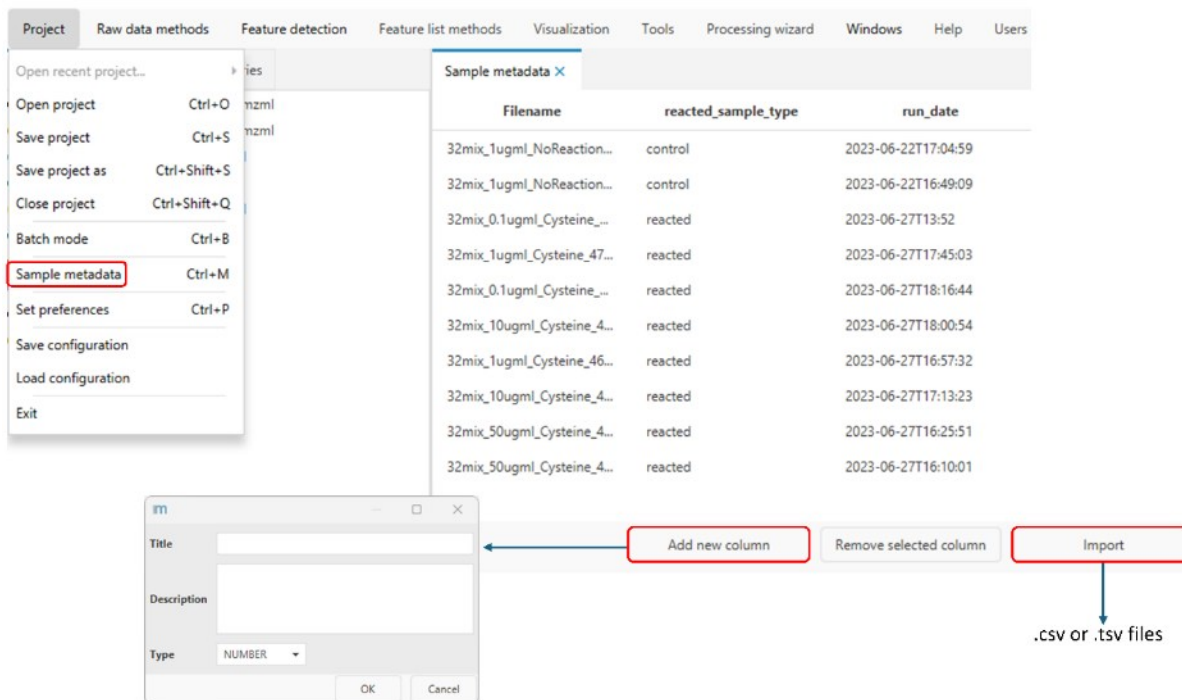 Project Raw data methods Feature detection Feature list methods Visualization Tools Processing wizard Windows Help Users
Open recent project...
Open project Ctrl+O
Save project Ctrl+S
Save project as Ctrl+Shift+S
Close project Ctrl+Shift+Q
Batch mode Ctrl+B
Sample metadata Ctrl+M
Set preferences Ctrl+P
Save configuration
Load configuration
Exit
ries
mzml
mzml
Sample metadata ×
Filename reacted_sample_type run_date
32mix_1ugml_NoReaction... control 2023-06-22T17:04:59
32mix_1ugml_NoReaction... control 2023-06-22T16:49:09
32mix_0.1ugml_Cysteine_... reacted 2023-06-27T13:52
32mix_1ugml_Cysteine_47... reacted 2023-06-27T17:45:03
32mix_0.1ugml_Cysteine_... reacted 2023-06-27T18:16:44
32mix_10ugml_Cysteine_4... reacted 2023-06-27T18:00:54
32mix_1ugml_Cysteine_46... reacted 2023-06-27T16:57:32
32mix_10ugml_Cysteine_4... reacted 2023-06-27T17:13:23
32mix_50ugml_Cysteine_4... reacted 2023-06-27T16:25:51
32mix_50ugml_Cysteine_4... reacted 2023-06-27T16:10:01
Add new column Remove selected column Import
.csv or .tsv files
m
Title
Description
Type NUMBER
OK Cancel